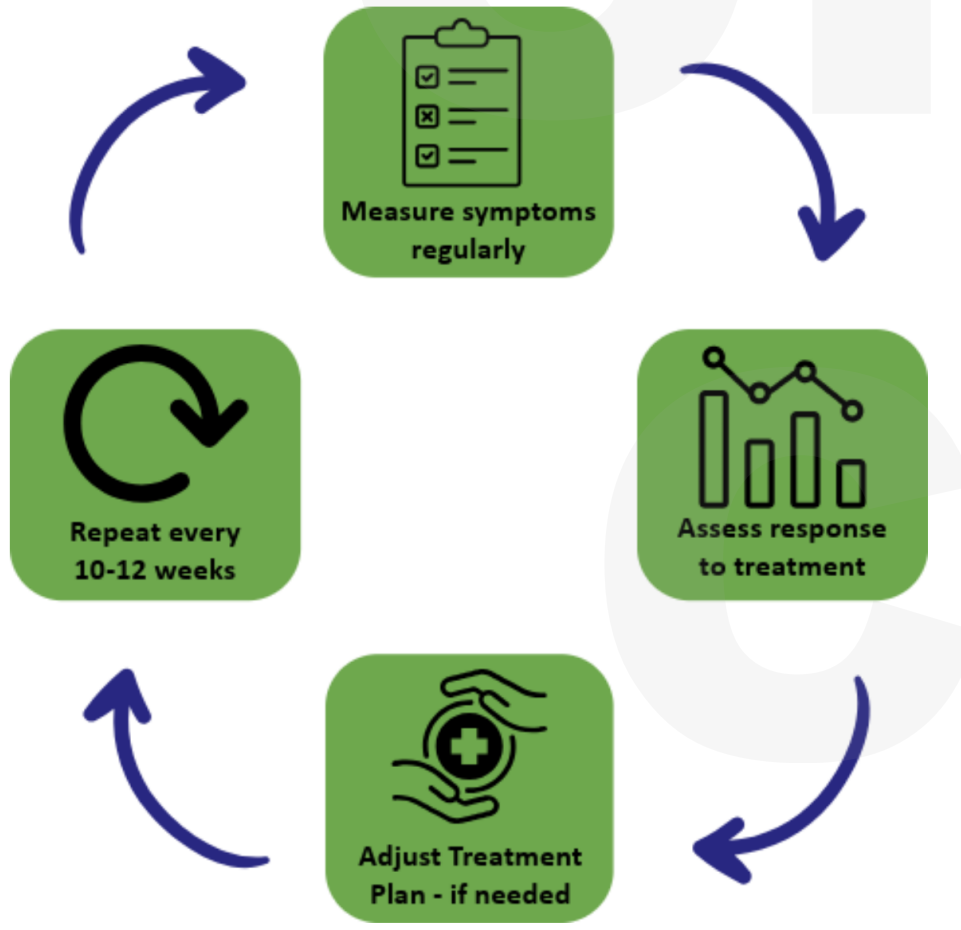 Measure symptoms
regularly
Assess response
to treatment
Adjust Treatment
Plan - if needed
Repeat every
10-12 weeks